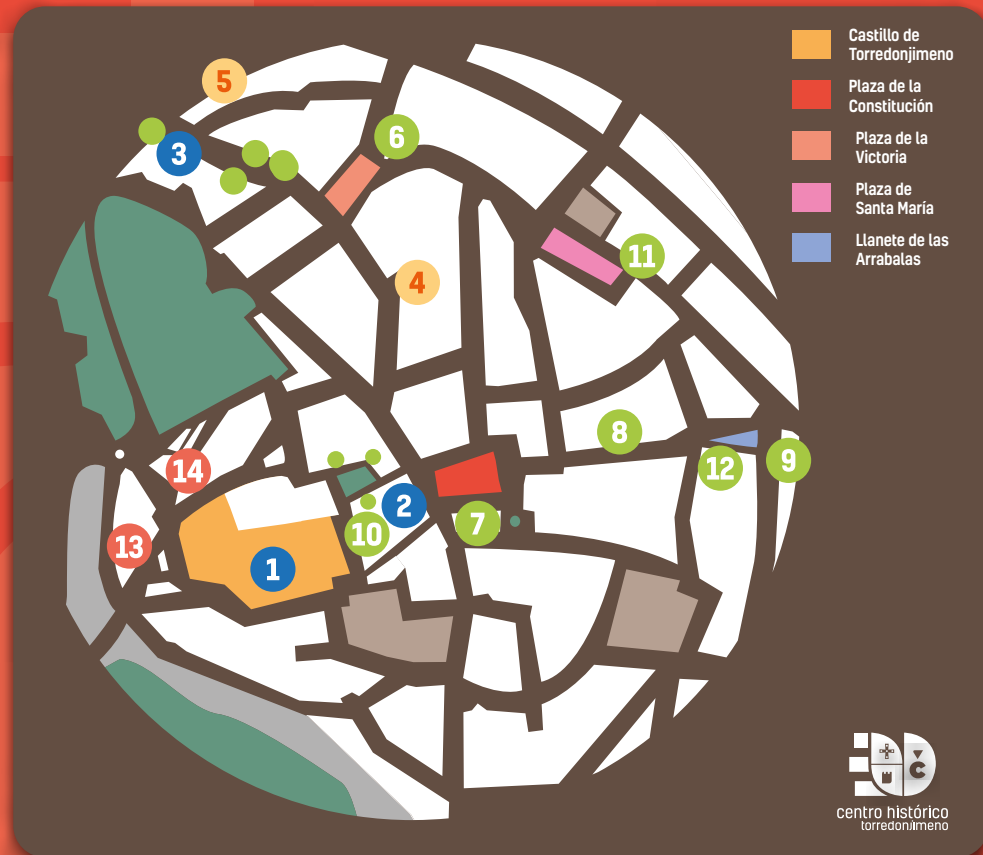 Castillo de
Torredonjimeno
Plaza de la
Constitución
Plaza de la
Victoria
Plaza de
Santa María
Llanete de las
Arrabalas
5
6
3
11
4
8
12
9
14
2
7
10
13
1
C
centro histórico
torredonjimeno